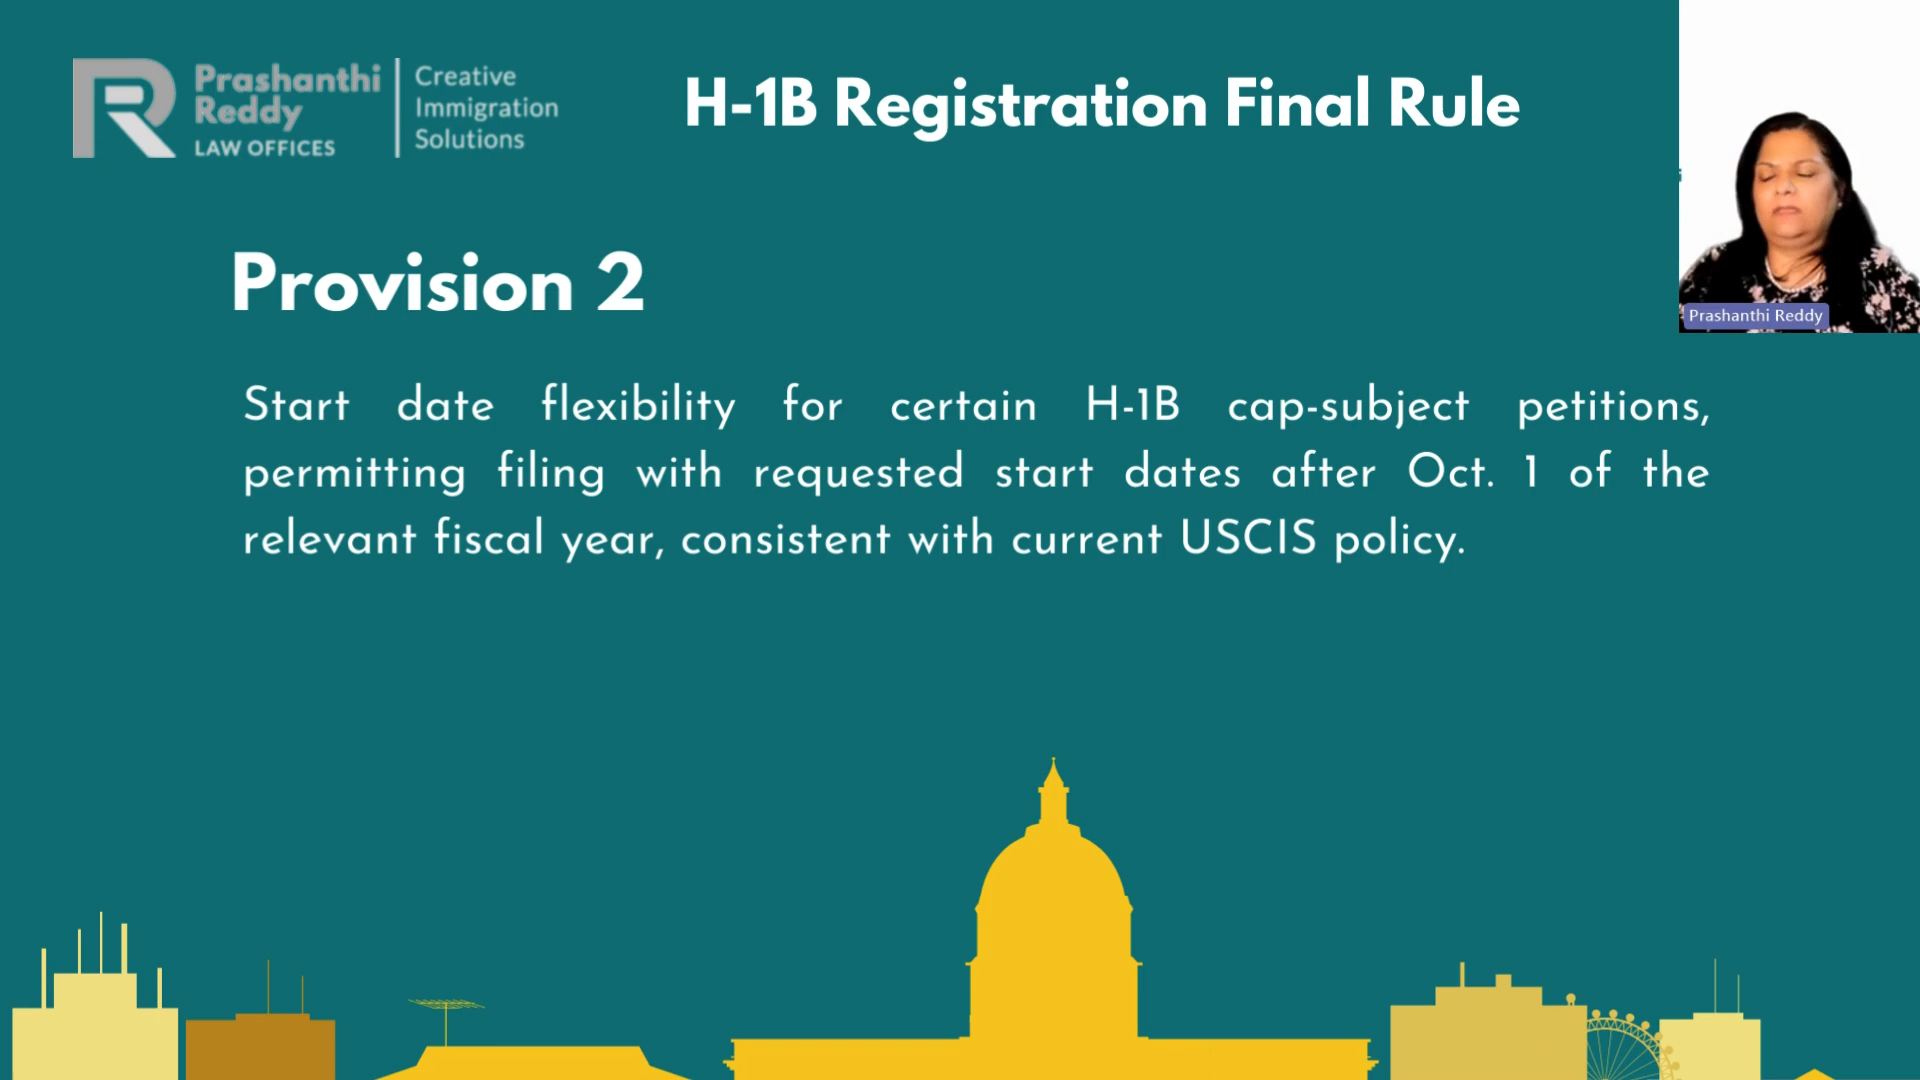 Prashanthi
Reddy
LAW OFFICES
Creative
Immigration
Solutions
H-1B Registration Final Rule
Prashanthi Reddy
Provision 2
Start date flexibility for certain H-1B cap-subject petitions,
permitting filing with requested start dates after Oct. 1 of the
relevant fiscal year, consistent with current USCIS policy.